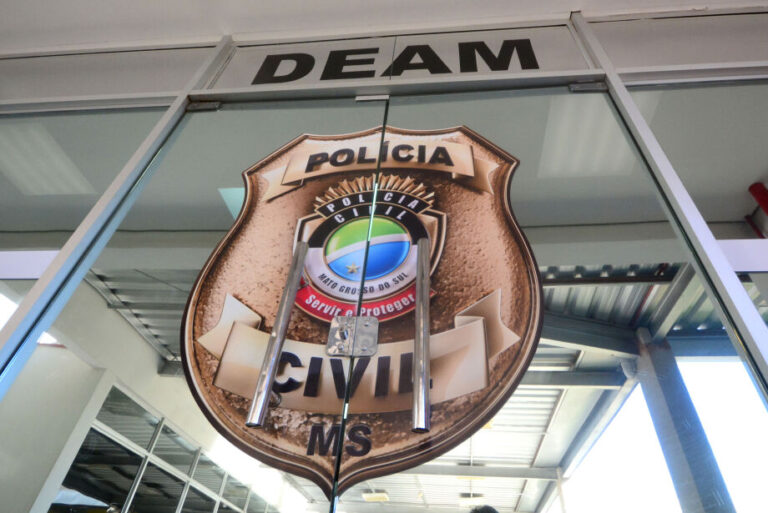 DEAM
POLÍCIA
POLÍCIA
CIVIL
MATO GROSSO DO SUL
Servir e Proteger
CIVIL
MS